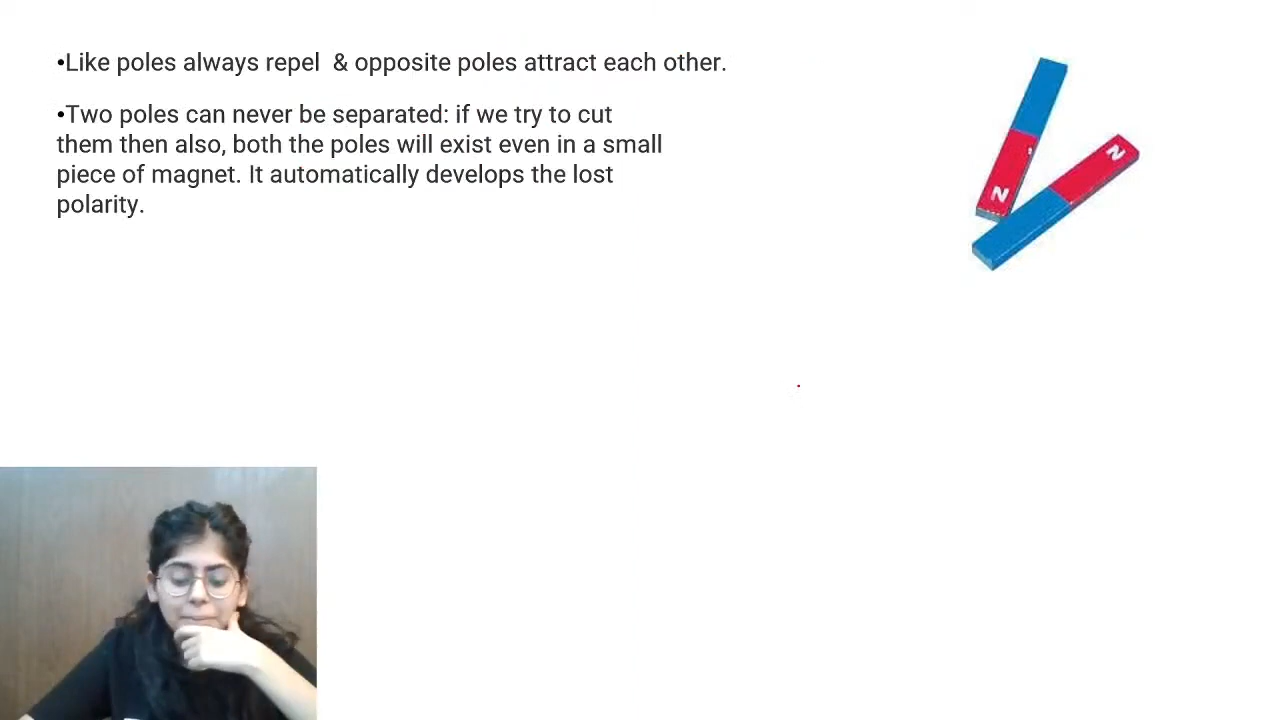 •Like poles always repel  & opposite poles attract each other.
•Two poles can never be separated: if we try to cut
them then also, both the poles will exist even in a small
piece of magnet. It automatically develops the lost
polarity.
N
N